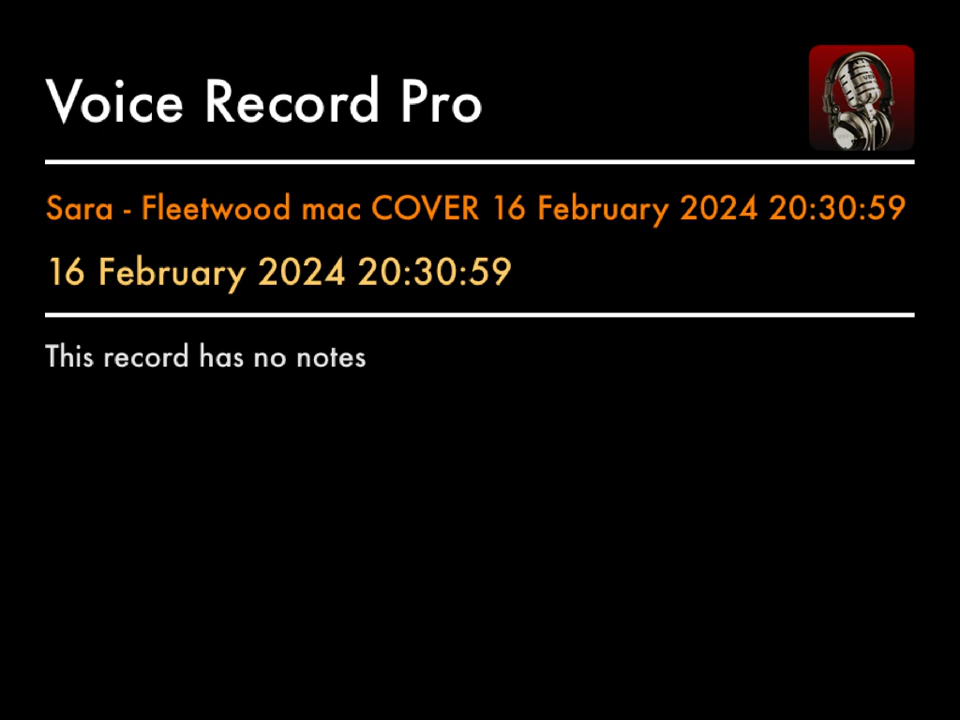 Voice Record Pro
Sara - Fleetwood mac COVER 16 February 2024 20:30:59
16 February 2024 20:30:59
This record has no notes